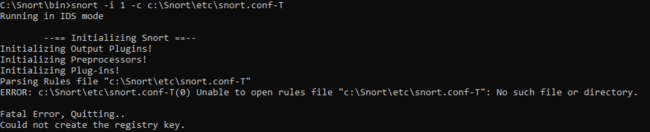 C:\Snort\bin>snort -i 1 -c c:\Snort\etc\snort.conf-T
Running in IDS mode
--== Initializing Snort ==--
Initializing Output Plugins!
Initializing Preprocessors!
Initializing Plug-ins!
Parsing Rules file "c:\Snort\etc\snort.conf-T"
ERROR: c:\Snort\etc\snort.conf-T(0) Unable to open rules file "c:\Snort\etc\snort.conf-T": No such file or directory.
Fatal Error, Quitting..
Could not create the registry key.